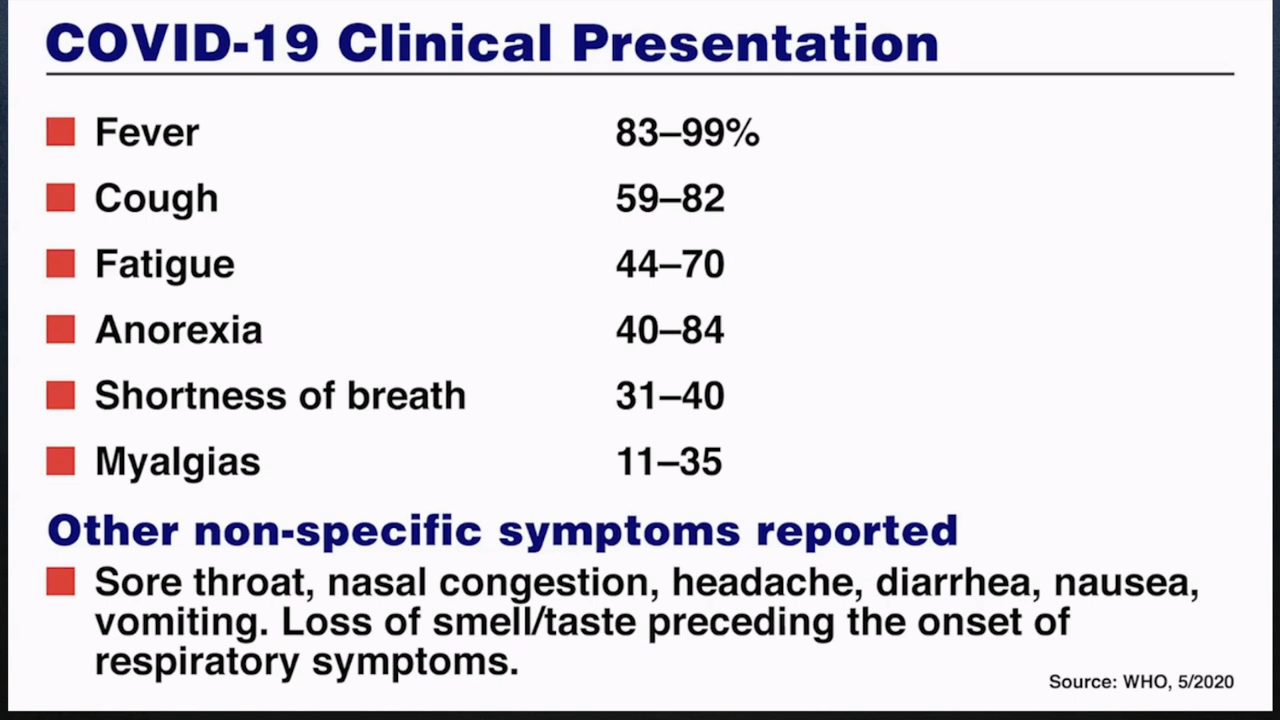 COVID-19 Clinical Presentation
Fever 83–99%
Cough 59–82
Fatigue 44–70
Anorexia 40–84
Shortness of breath 31–40
Myalgias 11–35
Other non-specific symptoms reported
Sore throat, nasal congestion, headache, diarrhea, nausea,
vomiting. Loss of smell/taste preceding the onset of
respiratory symptoms.
Source: WHO, 5/2020